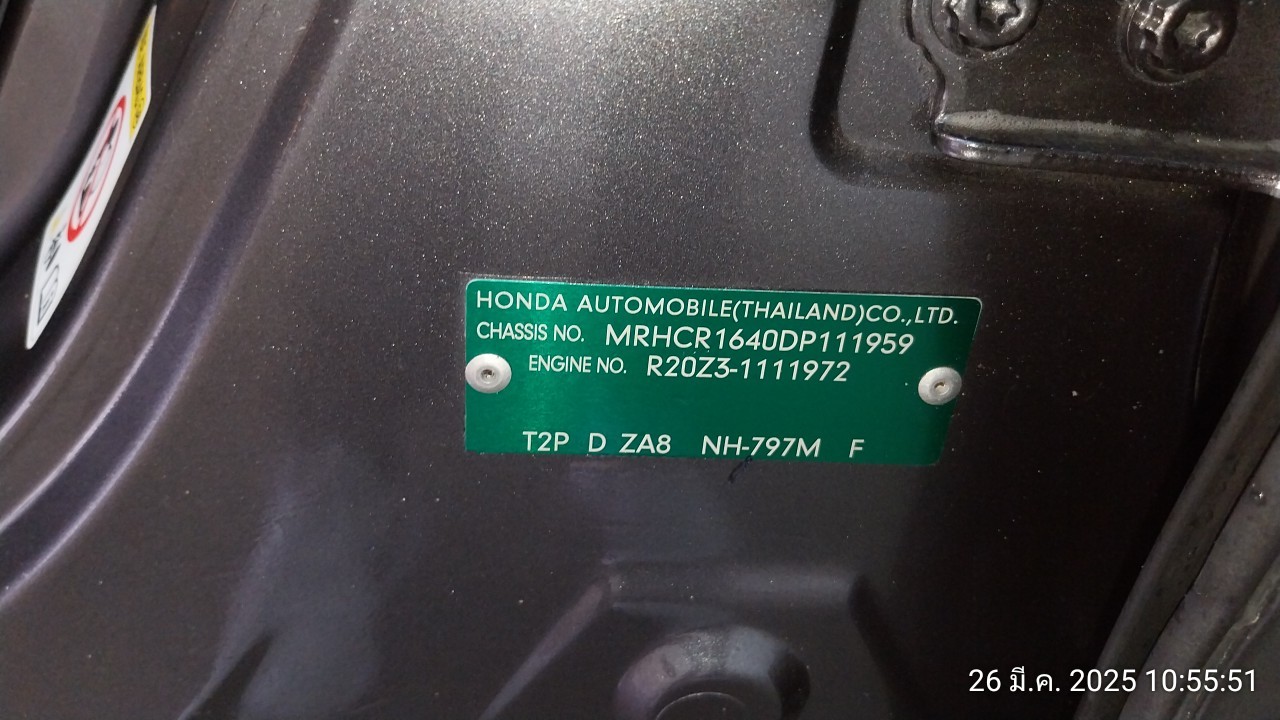 HONDA AUTOMOBILE(THAILAND)CO.,LTD.
CHASSIS NO. MRHCR1640DP111959
ENGINE NO. R20Z3-1111972
T2P D ZA8 NH-797M F
26 มี.ค. 2025 10:55:51